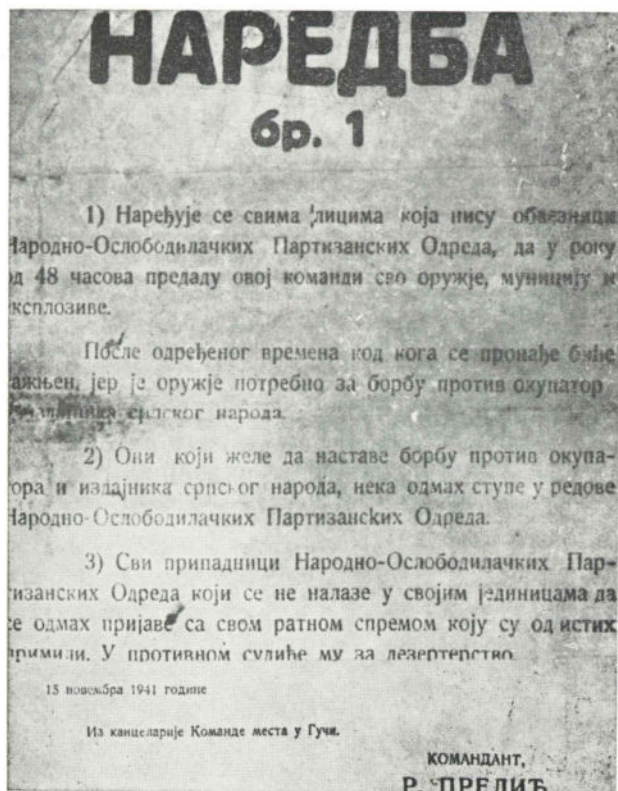 НАРЕДБА
бр. 1
1) Наређује се свима лицима која нису обавезници
Народно-Ослободилачких Партизанских Одреда, да у року
од 48 часова предаду овој команди сво оружје, муницију и
експлозиве.
После одређеног времена код кога се пронађе биће
кажњен, јер је оружје потребно за борбу против окупатор
српског народа.
2) Они који желе да наставе борбу против окупа-
тора и издајника српског народа, нека одмах ступе у редове
Народно-Ослободилачких Партизанских Одреда.
3) Сви припадници Народно-Ослободилачких Пар-
тизанских Одреда који се не налазе у својим јединицама да
се одмах пријаве са свом ратном спремом коју су од истих
примили. У противном судиће му за дезертерство.
15 новембра 1941 године
Из канцеларије Команде места у Гучи.
КОМАНДАНТ,
Р. ПРЕЛИЋ